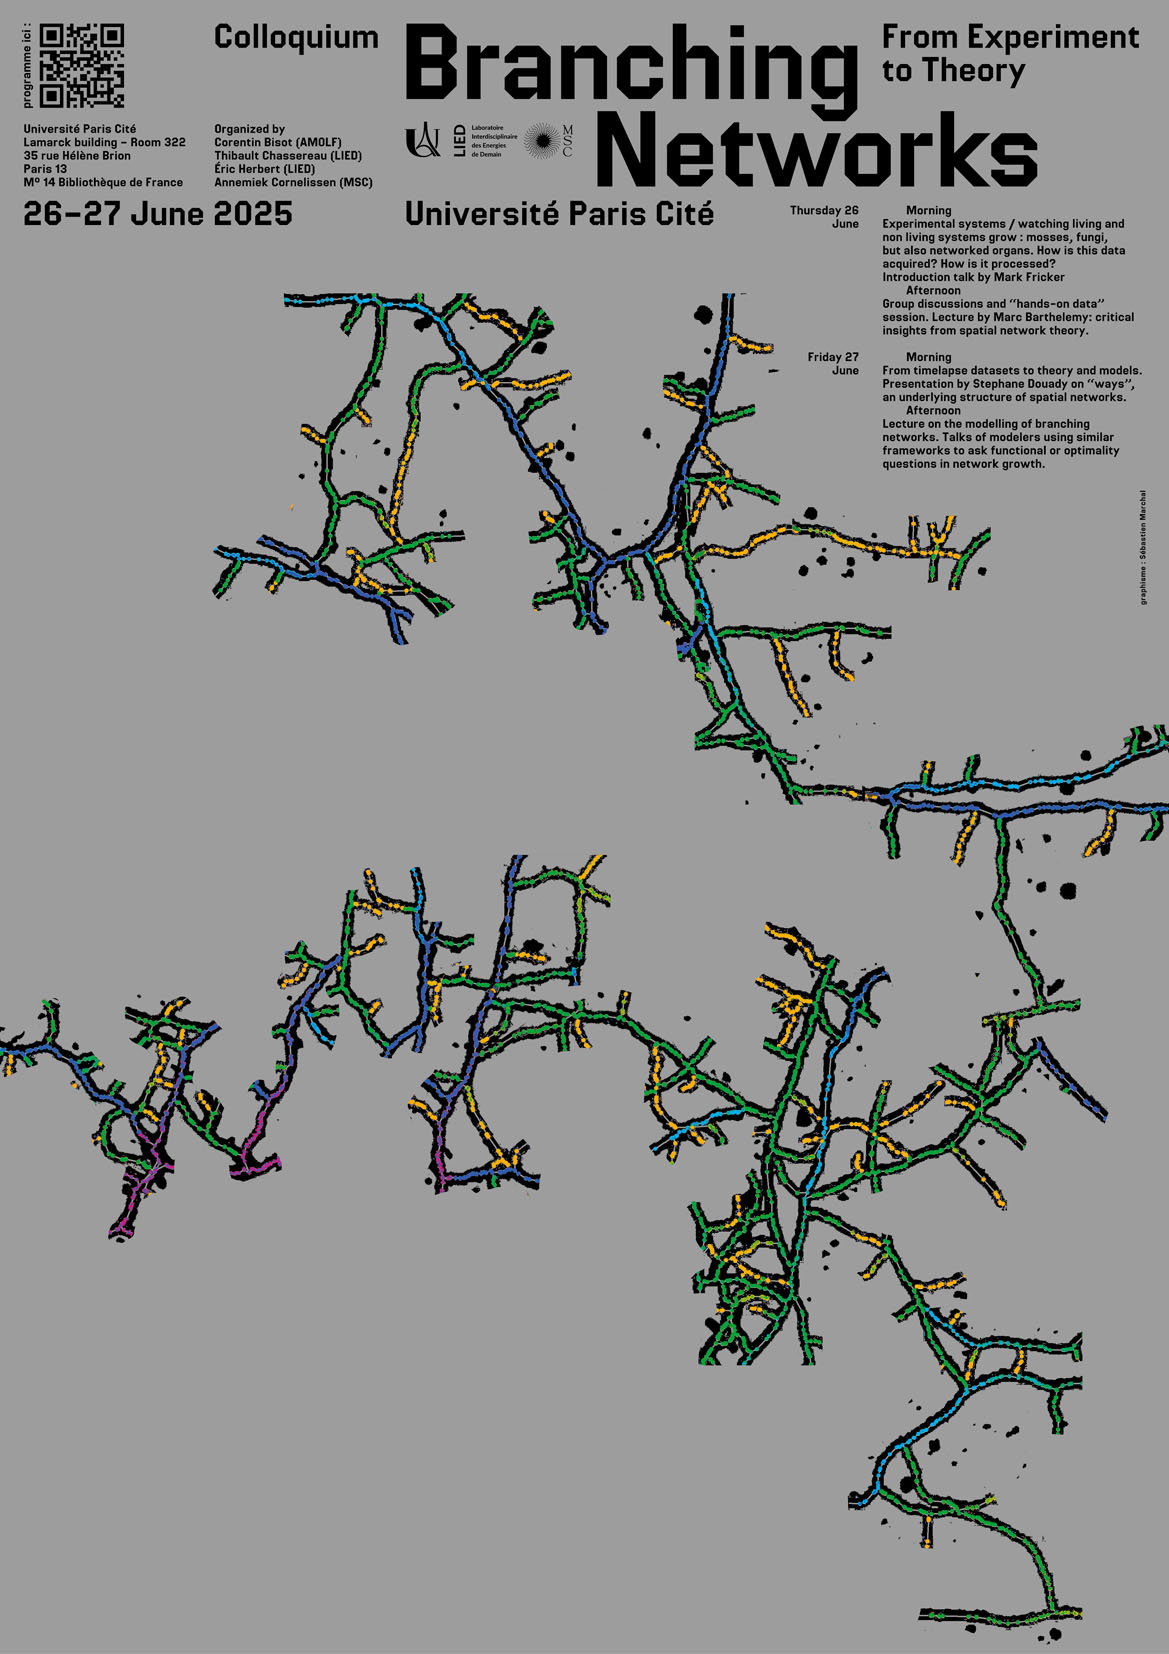 programme ici :
Colloquium
Branching
Networks
From Experiment
to Theory
Université Paris Cité
Lamarck building – Room 322
35 rue Hélène Brion
Paris 13
M° 14 Bibliothèque de France
Organized by
Corentin Bisot (AMOLF)
Thibault Chassereau (LIED)
Éric Herbert (LIED)
Annemiek Cornelissen (MSC)
LIED
Laboratoire
Interdisciplinaire
des Energies
de Demain
M
S
C
26–27 June 2025
Université Paris Cité
Thursday 26
June
Morning
Experimental systems / watching living and
non living systems grow : mosses, fungi,
but also networked organs. How is this data
acquired? How is it processed?
Introduction talk by Mark Fricker
Afternoon
Group discussions and “hands-on data”
session. Lecture by Marc Barthelemy: critical
insights from spatial network theory.
Friday 27
June
Morning
From timelapse datasets to theory and models.
Presentation by Stephane Douady on “ways”,
an underlying structure of spatial networks.
Afternoon
Lecture on the modelling of branching
networks. Talks of modelers using similar
frameworks to ask functional or optimality
questions in network growth.
graphisme : Sébastien Marchal